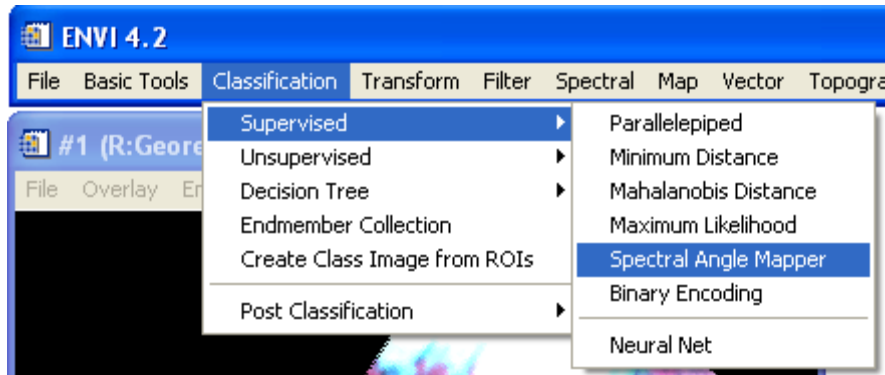 ENVI 4.2
File Basic Tools Classification Transform Filter Spectral Map Vector Topogra
#1 (R:Geore
File Overlay En
Supervised
Unsupervised
Decision Tree
Endmember Collection
Create Class Image from ROIs
Post Classification
Parallelepiped
Minimum Distance
Mahalanobis Distance
Maximum Likelihood
Spectral Angle Mapper
Binary Encoding
Neural Net